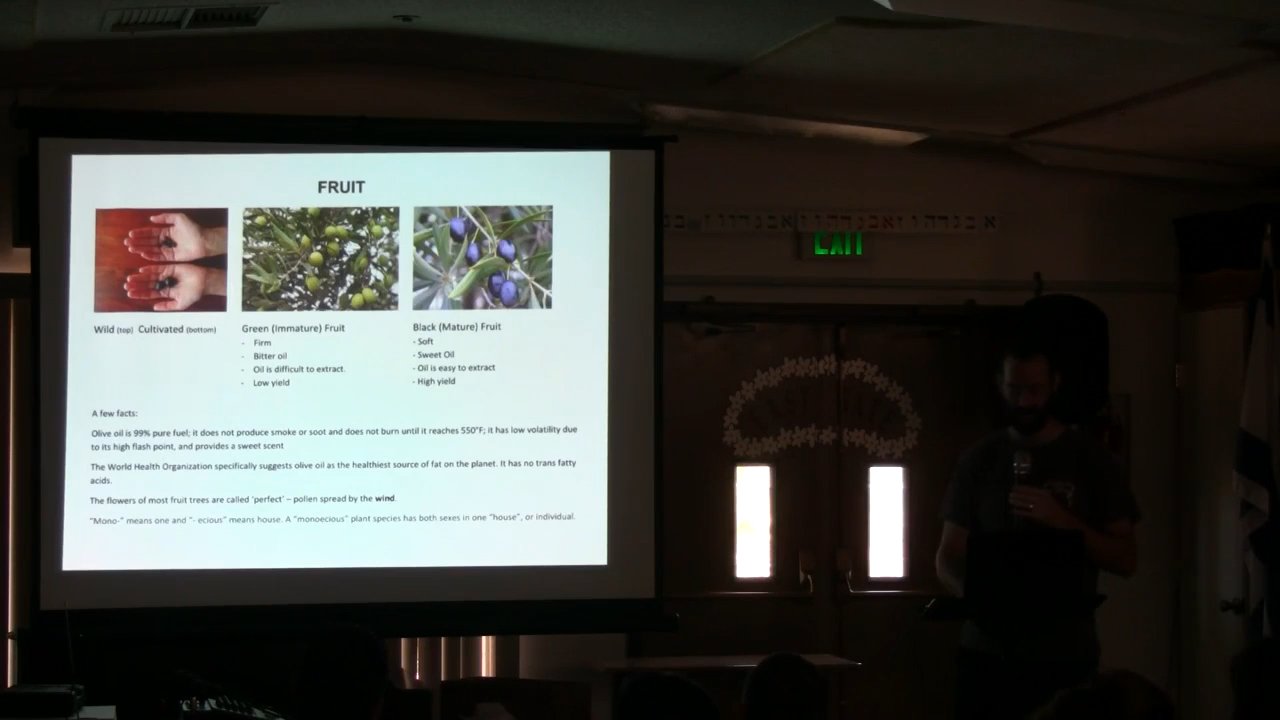 FRUIT
Wild (top) Cultivated (bottom)
Green (Immature) Fruit
- Firm
- Bitter oil
- Oil is difficult to extract.
- Low yield
Black (Mature) Fruit
- Soft
- Sweet Oil
- Oil is easy to extract
- High yield
A few facts:
Olive oil is 99% pure fuel; it does not produce smoke or soot and does not burn until it reaches 550°F; it has low volatility due
to its high flash point, and provides a sweet scent
The World Health Organization specifically suggests olive oil as the healthiest source of fat on the planet. It has no trans fatty
acids.
The flowers of most fruit trees are called 'perfect' – pollen spread by the wind.
"Mono-" means one and "- ecious" means house. A "monoecious" plant species has both sexes in one "house", or individual.
EXIT